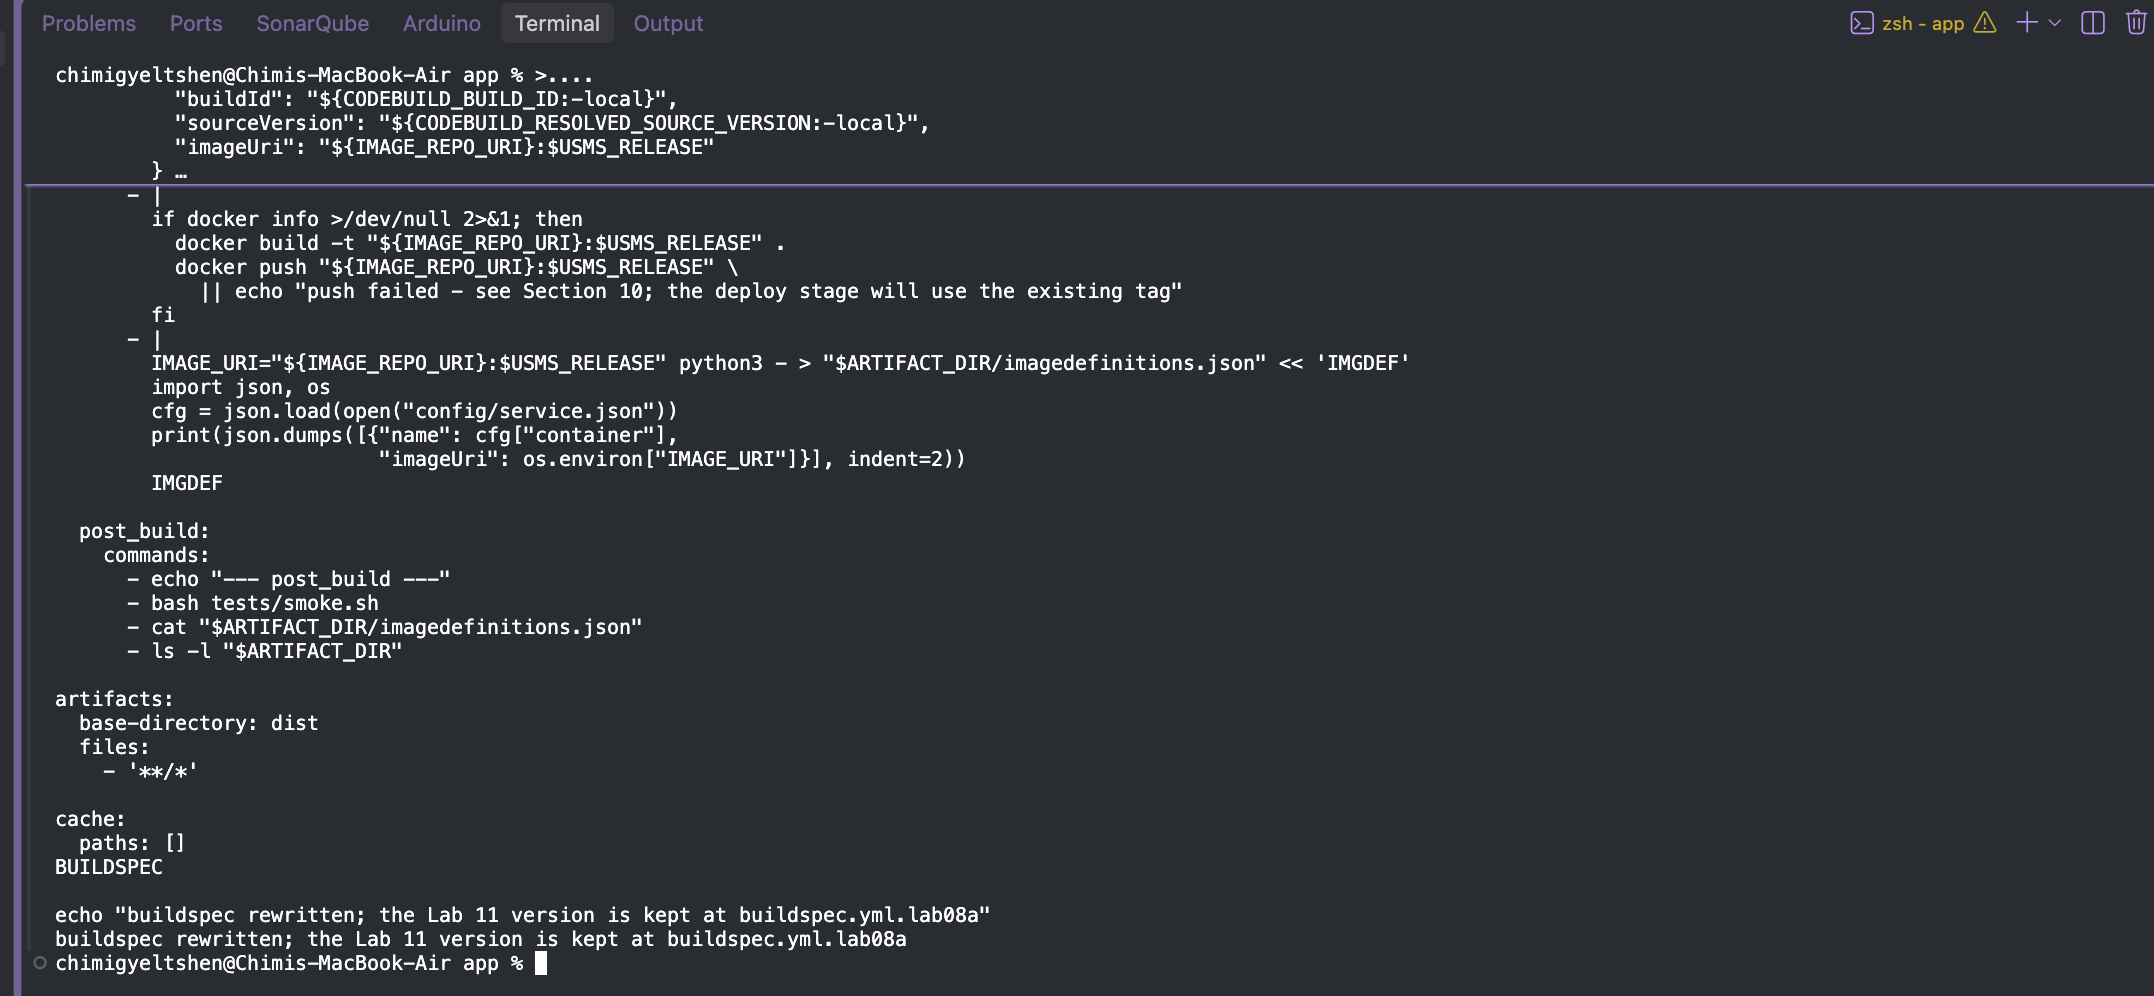 Problems Ports SonarQube Arduino Terminal Output zsh - app
chimigyeltshen@Chimis-MacBook-Air app % >....
          "buildId": "${CODEBUILD_BUILD_ID:-local}",
          "sourceVersion": "${CODEBUILD_RESOLVED_SOURCE_VERSION:-local}",
          "imageUri": "${IMAGE_REPO_URI}:$USMS_RELEASE"
        } …
      - |
        if docker info >/dev/null 2>&1; then
          docker build -t "${IMAGE_REPO_URI}:$USMS_RELEASE" .
          docker push "${IMAGE_REPO_URI}:$USMS_RELEASE" \
            || echo "push failed - see Section 10; the deploy stage will use the existing tag"
        fi
      - |
        IMAGE_URI="${IMAGE_REPO_URI}:$USMS_RELEASE" python3 - > "$ARTIFACT_DIR/imagedefinitions.json" << 'IMGDEF'
        import json, os
        cfg = json.load(open("config/service.json"))
        print(json.dumps([{"name": cfg["container"],
                           "imageUri": os.environ["IMAGE_URI"]}], indent=2))
        IMGDEF

  post_build:
    commands:
      - echo "--- post_build ---"
      - bash tests/smoke.sh
      - cat "$ARTIFACT_DIR/imagedefinitions.json"
      - ls -l "$ARTIFACT_DIR"

artifacts:
  base-directory: dist
  files:
    - '**/*'

cache:
  paths: []
BUILDSPEC

echo "buildspec rewritten; the Lab 11 version is kept at buildspec.yml.lab08a"
buildspec rewritten; the Lab 11 version is kept at buildspec.yml.lab08a
chimigyeltshen@Chimis-MacBook-Air app %